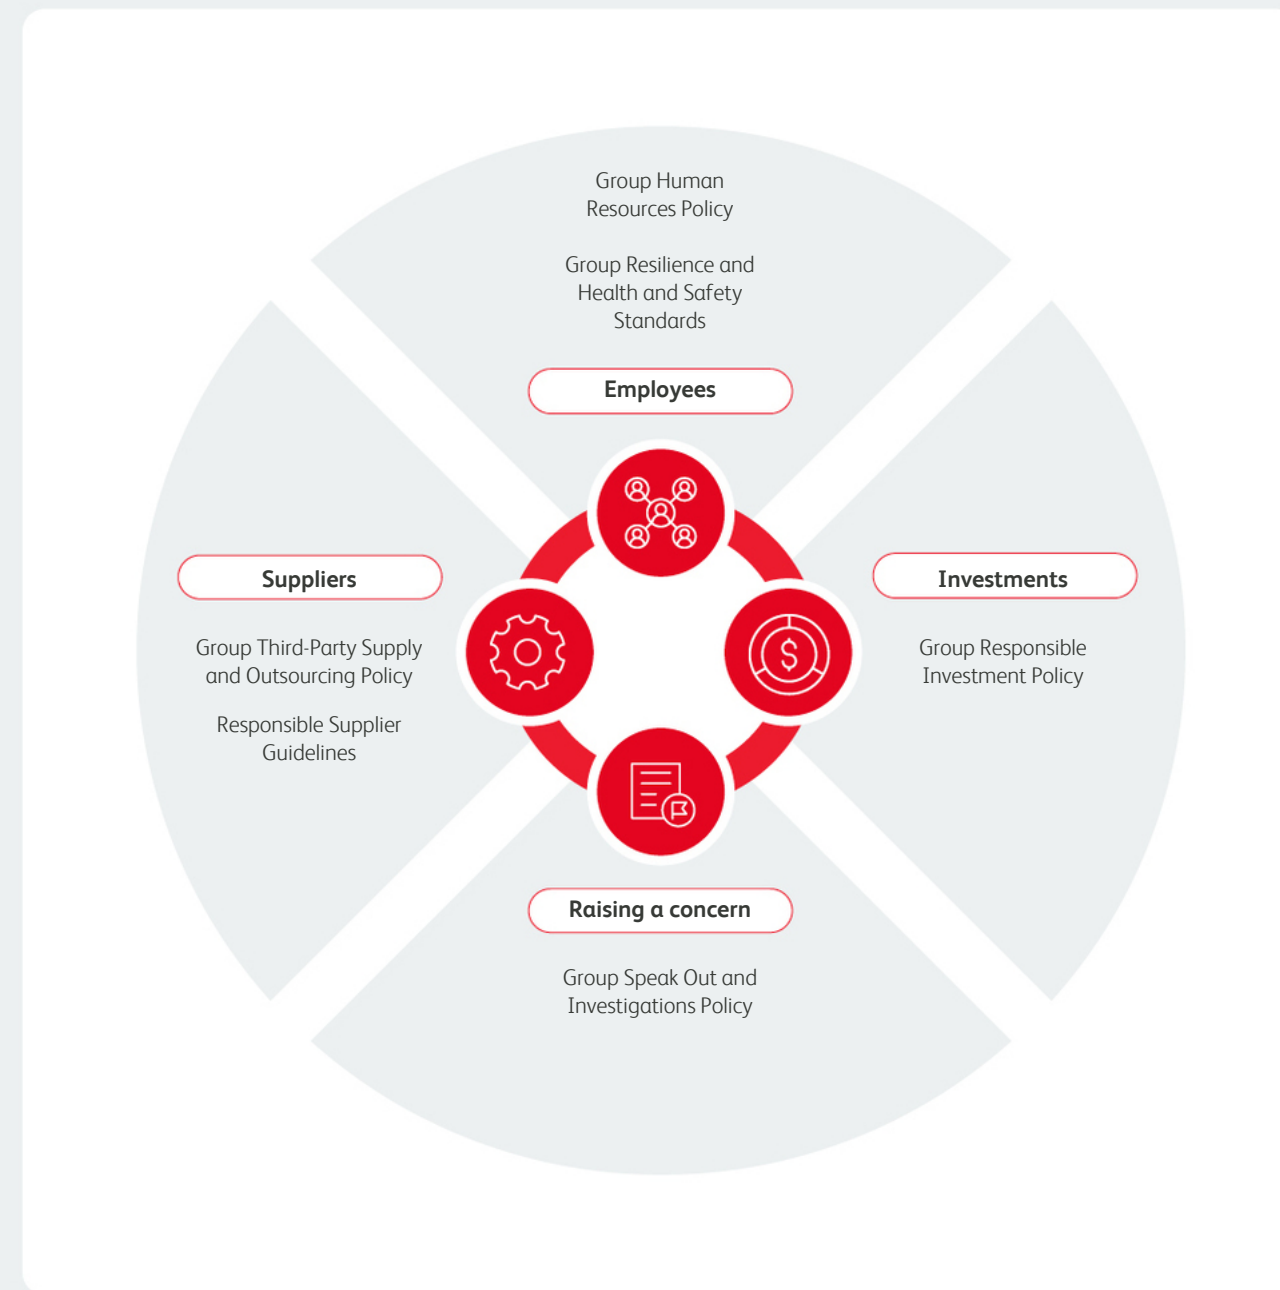 Group Human
Resources Policy
Group Resilience and
Health and Safety
Standards
Employees
Suppliers
Group Third-Party Supply
and Outsourcing Policy
Responsible Supplier
Guidelines
Investments
Group Responsible
Investment Policy
$
Raising a concern
Group Speak Out and
Investigations Policy